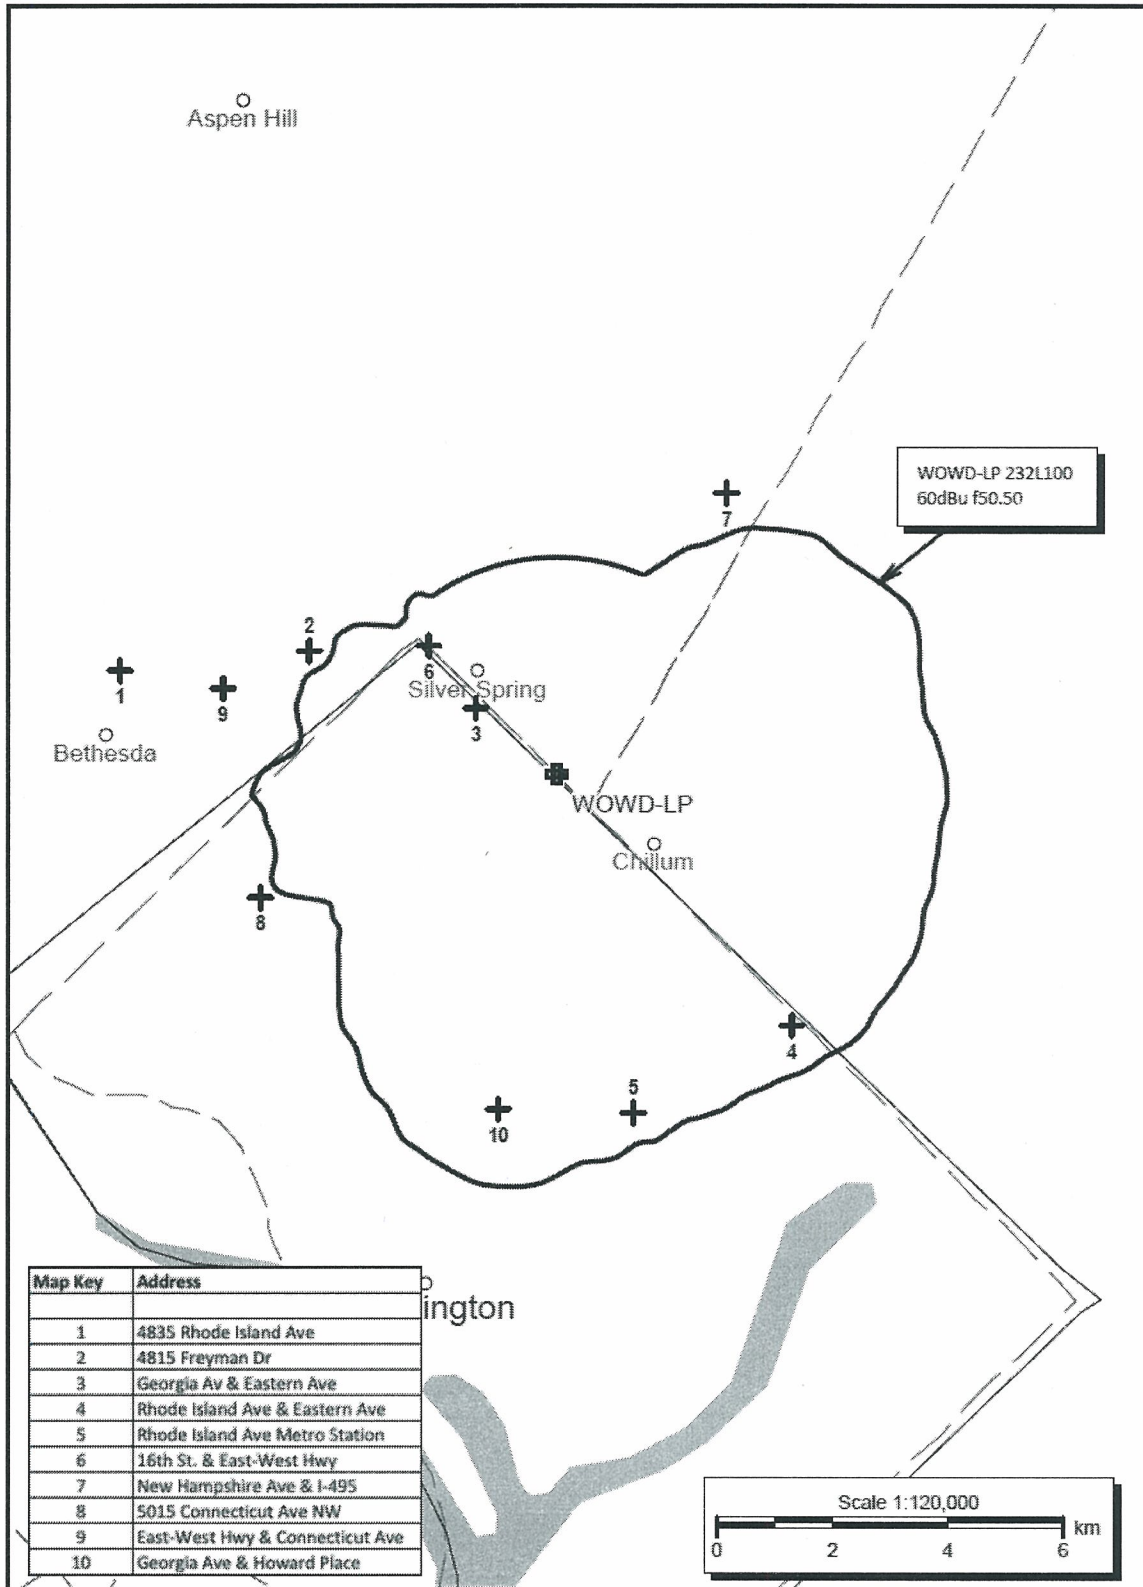 Aspen Hill
WOWD-LP 232L100
60dBu f50.50
7
2
6
1
9
Silver Spring
3
Bethesda
WOWD-LP
Chillum
8
4
5
10
ington
Map Key Address
1 4835 Rhode Island Ave
2 4815 Freyman Dr
3 Georgia Av & Eastern Ave
4 Rhode Island Ave & Eastern Ave
5 Rhode Island Ave Metro Station
6 16th St. & East-West Hwy
7 New Hampshire Ave & I-495
8 5015 Connecticut Ave NW
9 East-West Hwy & Connecticut Ave
10 Georgia Ave & Howard Place
Scale 1:120,000
km
0 2 4 6